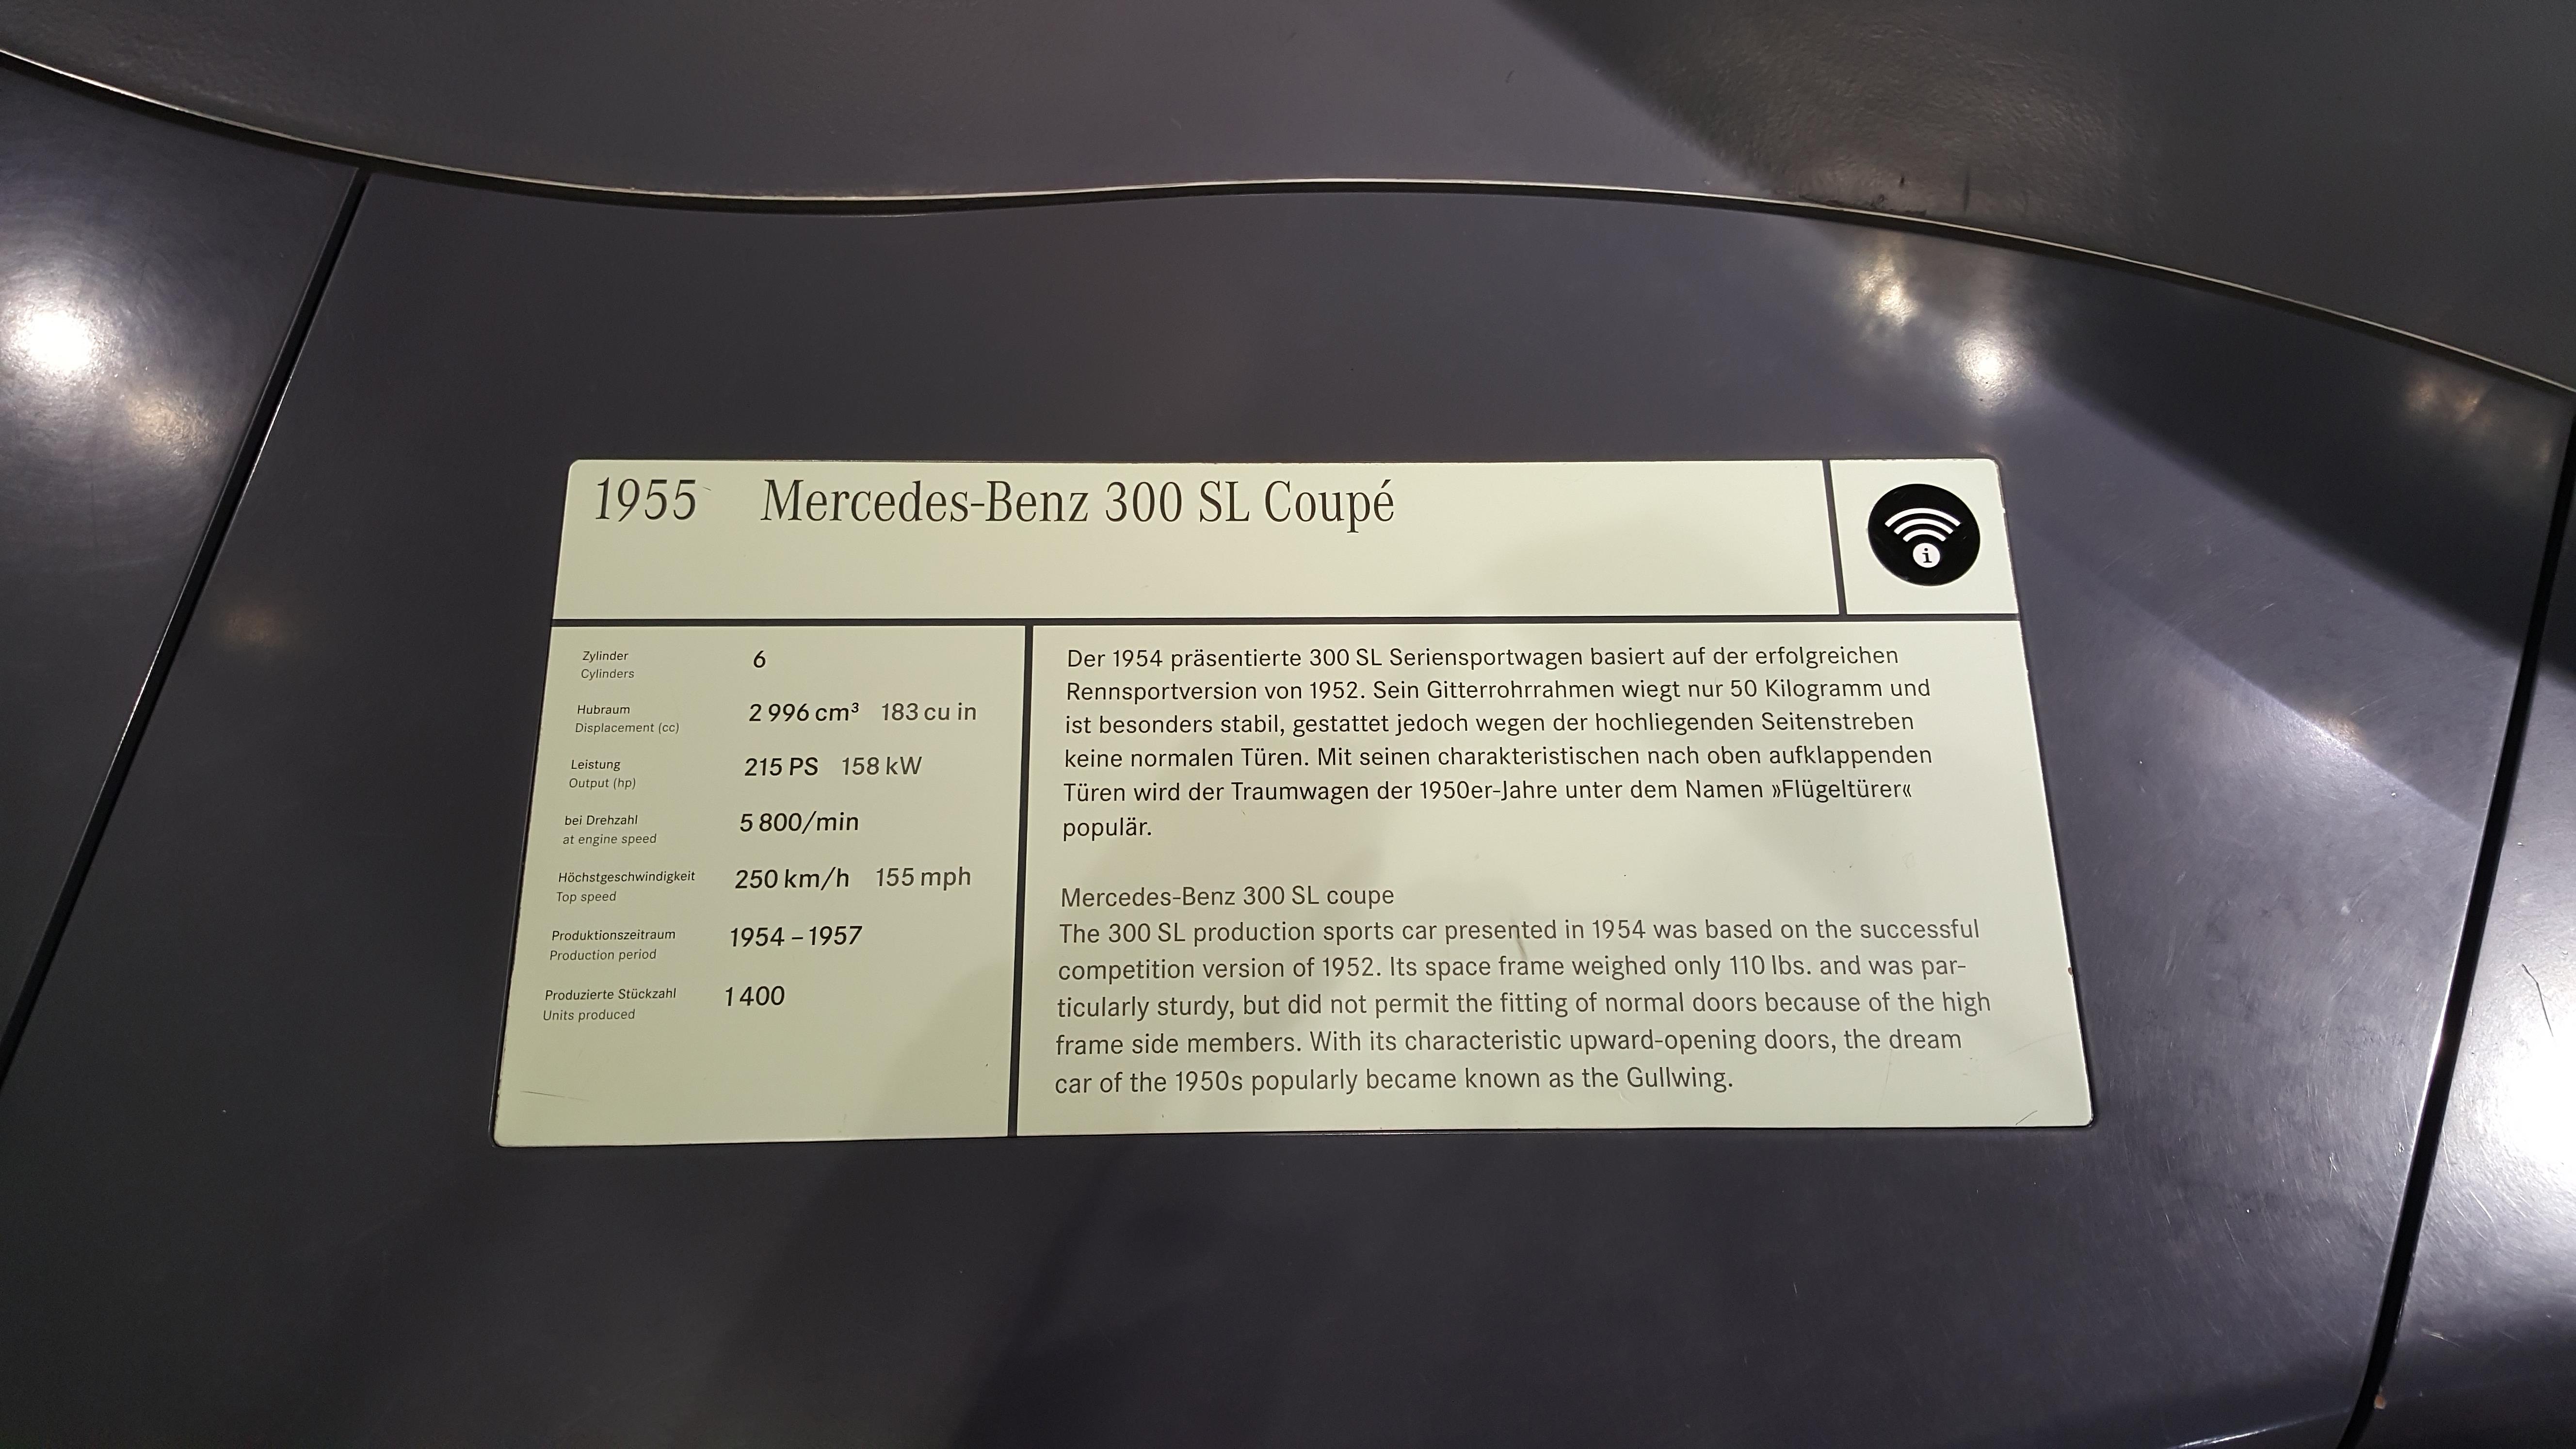 1955 Mercedes-Benz 300 SL Coupé
i
Zylinder
Cylinders
6
Hubraum
Displacement (cc)
2 996 cm³ 183 cu in
Leistung
Output (hp)
215 PS 158 kW
bei Drehzahl
at engine speed
5 800/min
Höchstgeschwindigkeit
Top speed
250 km/h 155 mph
Produktionszeitraum
Production period
1954 – 1957
Produzierte Stückzahl
Units produced
1 400
Der 1954 präsentierte 300 SL Seriensportwagen basiert auf der erfolgreichen
Rennsportversion von 1952. Sein Gitterrohrrahmen wiegt nur 50 Kilogramm und
ist besonders stabil, gestattet jedoch wegen der hochliegenden Seitenstreben
keine normalen Türen. Mit seinen charakteristischen nach oben aufklappenden
Türen wird der Traumwagen der 1950er-Jahre unter dem Namen »Flügeltürer«
populär.
Mercedes-Benz 300 SL coupe
The 300 SL production sports car presented in 1954 was based on the successful
competition version of 1952. Its space frame weighed only 110 lbs. and was par-
ticularly sturdy, but did not permit the fitting of normal doors because of the high
frame side members. With its characteristic upward-opening doors, the dream
car of the 1950s popularly became known as the Gullwing.